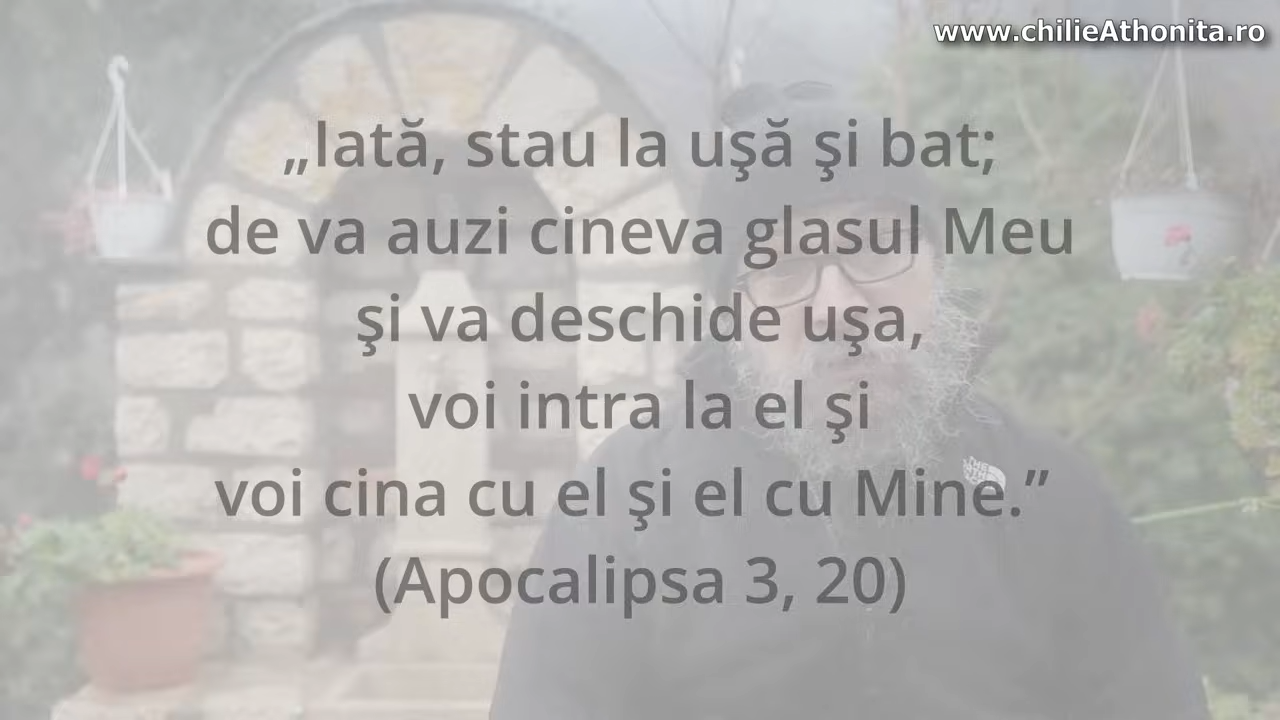 www.chilieAthonita.ro
„Iată, stau la uşă şi bat;
de va auzi cineva glasul Meu
şi va deschide uşa,
voi intra la el şi
voi cina cu el şi el cu Mine.”
(Apocalipsa 3, 20)